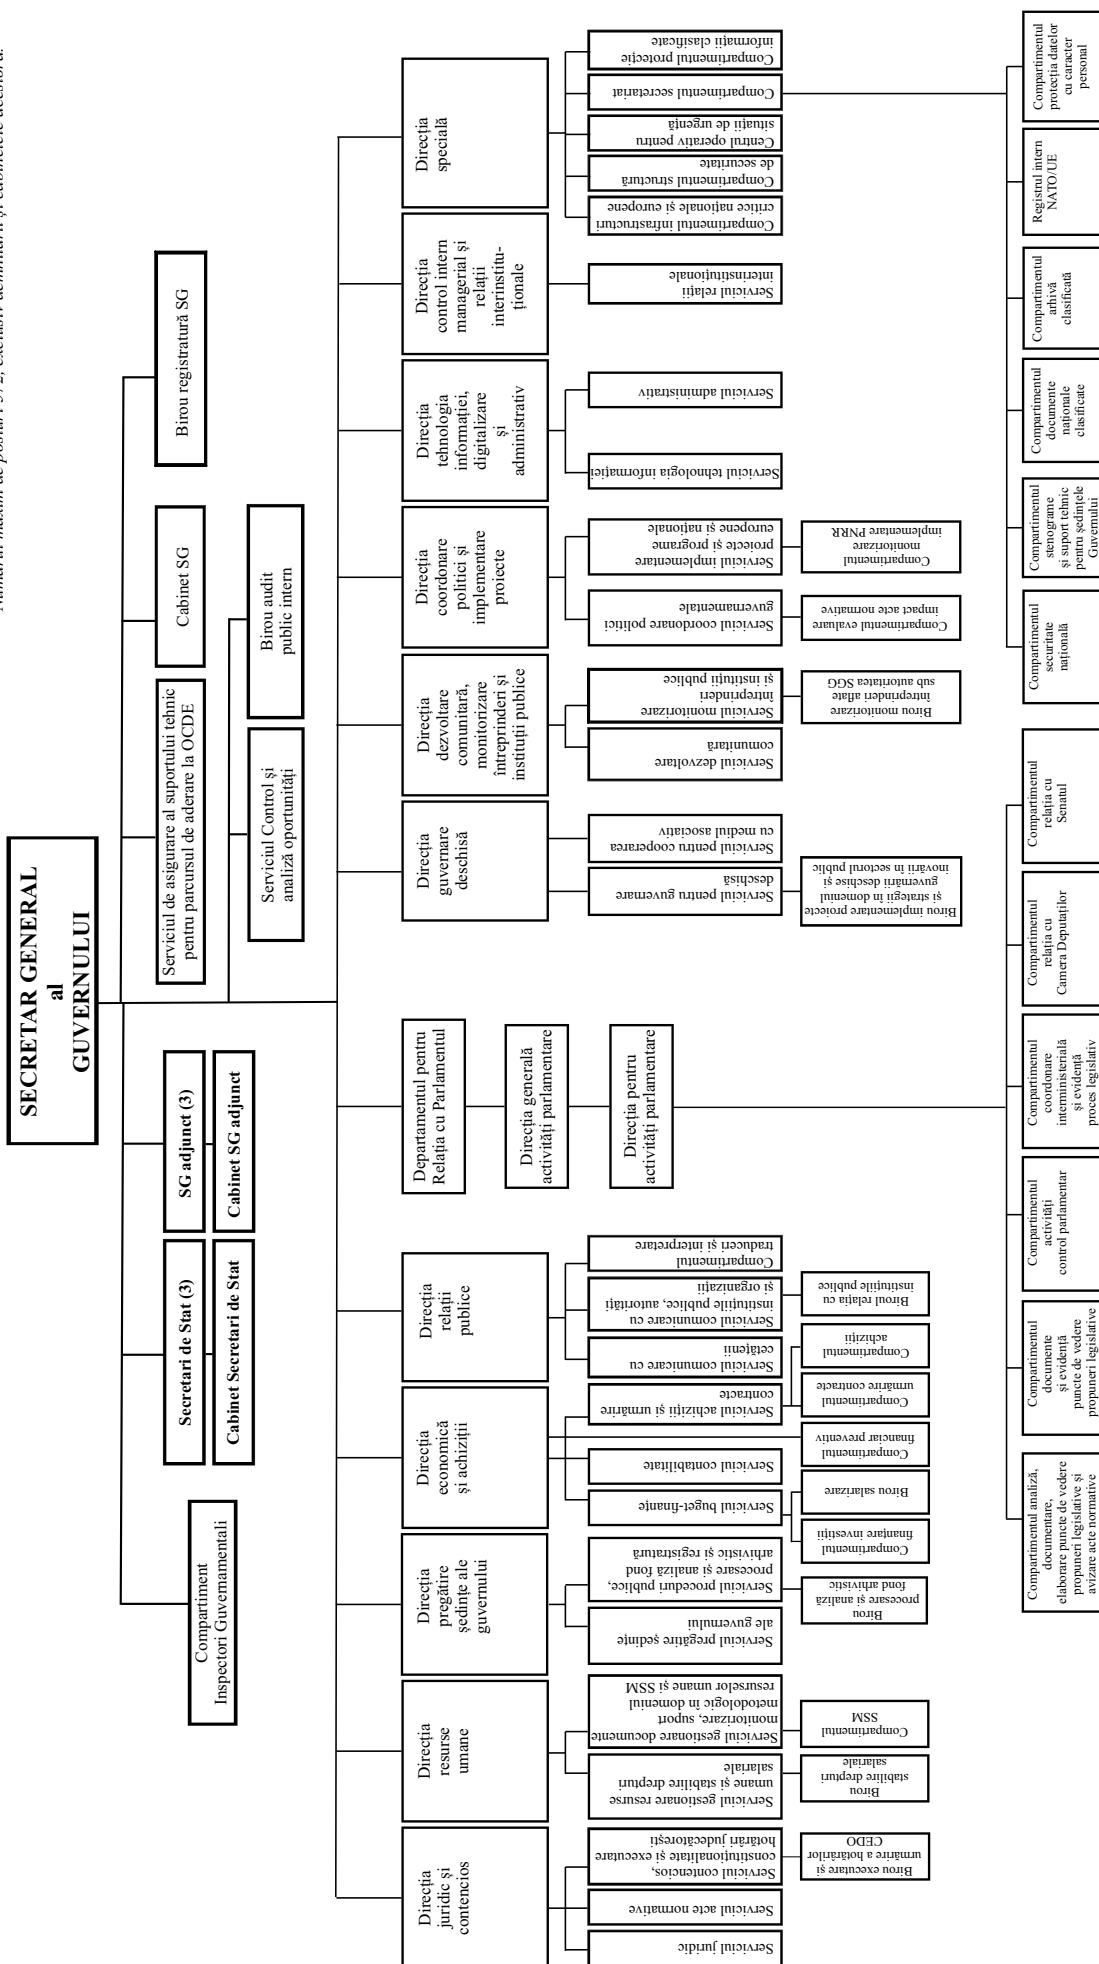 Numărul maxim de posturi 572, exclusiv demnitarii și cabinetele acestora.
SECRETAR GENERAL
al
GUVERNULUI
Compartiment
Inspectori Guvernamentali
Secretari de Stat (3)
Cabinet Secretari de Stat
SG adjunct (3)
Cabinet SG adjunct
Serviciul de asigurare al suportului tehnic
pentru parcursul de aderare la OCDE
Cabinet SG
Birou registratură SG
Serviciul Control și
analiză oportunități
Birou audit
public intern
Direcția
juridic și
contencios
Direcția
resurse
umane
Direcția
pregătire
ședințe ale
guvernului
Direcția
economică
și achiziții
Direcția
relații
publice
Departamentul pentru
Relația cu Parlamentul
Direcția generală
activități parlamentare
Direcția pentru
activități parlamentare
Direcția
guvernare
deschisă
Direcția
dezvoltare
comunitară,
monitorizare
întreprinderi și
instituții publice
Direcția
coordonare
politici și
implementare
proiecte
Direcția
tehnologia
informației,
digitalizare
și
administrativ
Direcția
control intern
managerial și
relații
interinstitu-
ționale
Direcția
specială
Serviciul juridic
Serviciul acte normative
Serviciul contencios,
constituționalitate și executare
hotărâri judecătorești
Birou executare și
urmărire a hotărârilor
CEDO
Serviciul gestionare resurse
umane și stabilire drepturi
salariale
Birou
stabilire drepturi
salariale
Serviciul gestionare documente
monitorizare, suport
metodologic în domeniul
resurselor umane și SSM
Compartimentul
SSM
Serviciul pregătire ședințe
ale guvernului
Serviciul proceduri publice,
procesare și analiză fond
arhivistic și registratură
Birou
procesare și analiză
fond arhivistic
Serviciul buget-finanțe
Compartimentul
finanțare investiții
Birou salarizare
Serviciul contabilitate
Compartimentul
financiar preventiv
Serviciul achiziții și urmărire
contracte
Compartimentul
urmărire contracte
Compartimentul
achiziții
Serviciul comunicare cu
cetățenii
Serviciul comunicare cu
instituțiile publice, autorități
și organizații
Biroul relația cu
instituțiile publice
Compartimentul
traduceri și interpretare
Serviciul pentru guvernare
deschisă
Birou implementare proiecte
și strategii în domeniul
guvernării deschise și
inovării în sectorul public
Serviciul pentru cooperarea
cu mediul asociativ
Serviciul dezvoltare
comunitară
Serviciul monitorizare
întreprinderi
și instituții publice
Birou monitorizare
întreprinderi aflate
sub autoritatea SGG
Serviciul coordonare politici
guvernamentale
Compartimentul evaluare
impact acte normative
Serviciul implementare
proiecte și programe
europene și naționale
Compartimentul
monitorizare
implementare PNRR
Serviciul tehnologia informației
Serviciul administrativ
Serviciul relații
interinstituționale
Compartimentul infrastructuri
critice naționale și europene
Compartimentul structură
de securitate
Centrul operativ pentru
situații de urgență
Compartimentul secretariat
Compartimentul protecție
informații clasificate
Compartimentul analiză,
documentare,
elaborare puncte de vedere
propuneri legislative și
avizare acte normative
Compartimentul
documente
și evidență
puncte de vedere
propuneri legislative
Compartimentul
activități
control parlamentar
Compartimentul
coordonare
interministerială
și evidență
proces legislativ
Compartimentul
relația cu
Camera Deputaților
Compartimentul
relația cu
Senatul
Compartimentul
securitate
națională
Compartimentul
stenograme
și suport tehnic
pentru ședințele
Guvernului
Compartimentul
documente
naționale
clasificate
Compartimentul
arhivă
clasificată
Registrul intern
NATO/UE
Compartimentul
protecția datelor
cu caracter
personal